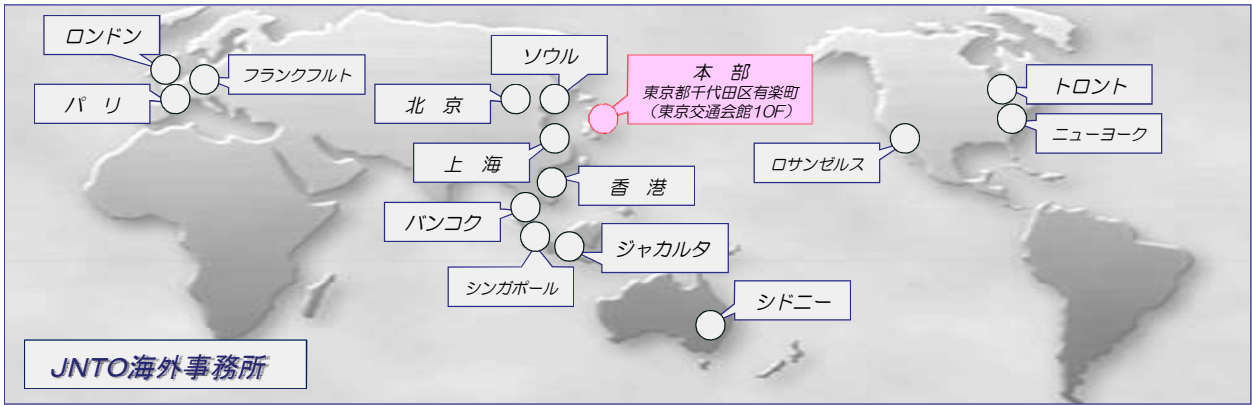 ロンドン
フランクフルト
パ リ
ソウル
北 京
本 部
東京都千代田区有楽町
（東京交通会館10F）
上 海
香 港
バンコク
シンガポール
ジャカルタ
シドニー
トロント
ニューヨーク
ロサンゼルス
JNTO海外事務所